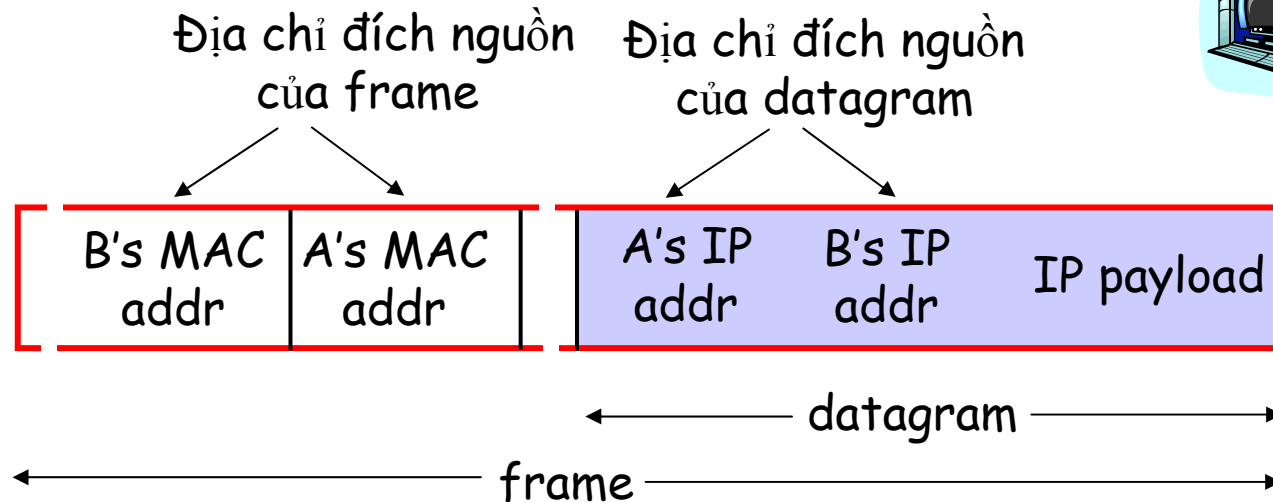 Địa chỉ đích nguồn
của frame
Địa chỉ đích nguồn
của datagram
B's MAC
addr
A's MAC
addr
A's IP
addr
B's IP
addr
IP payload
datagram
frame